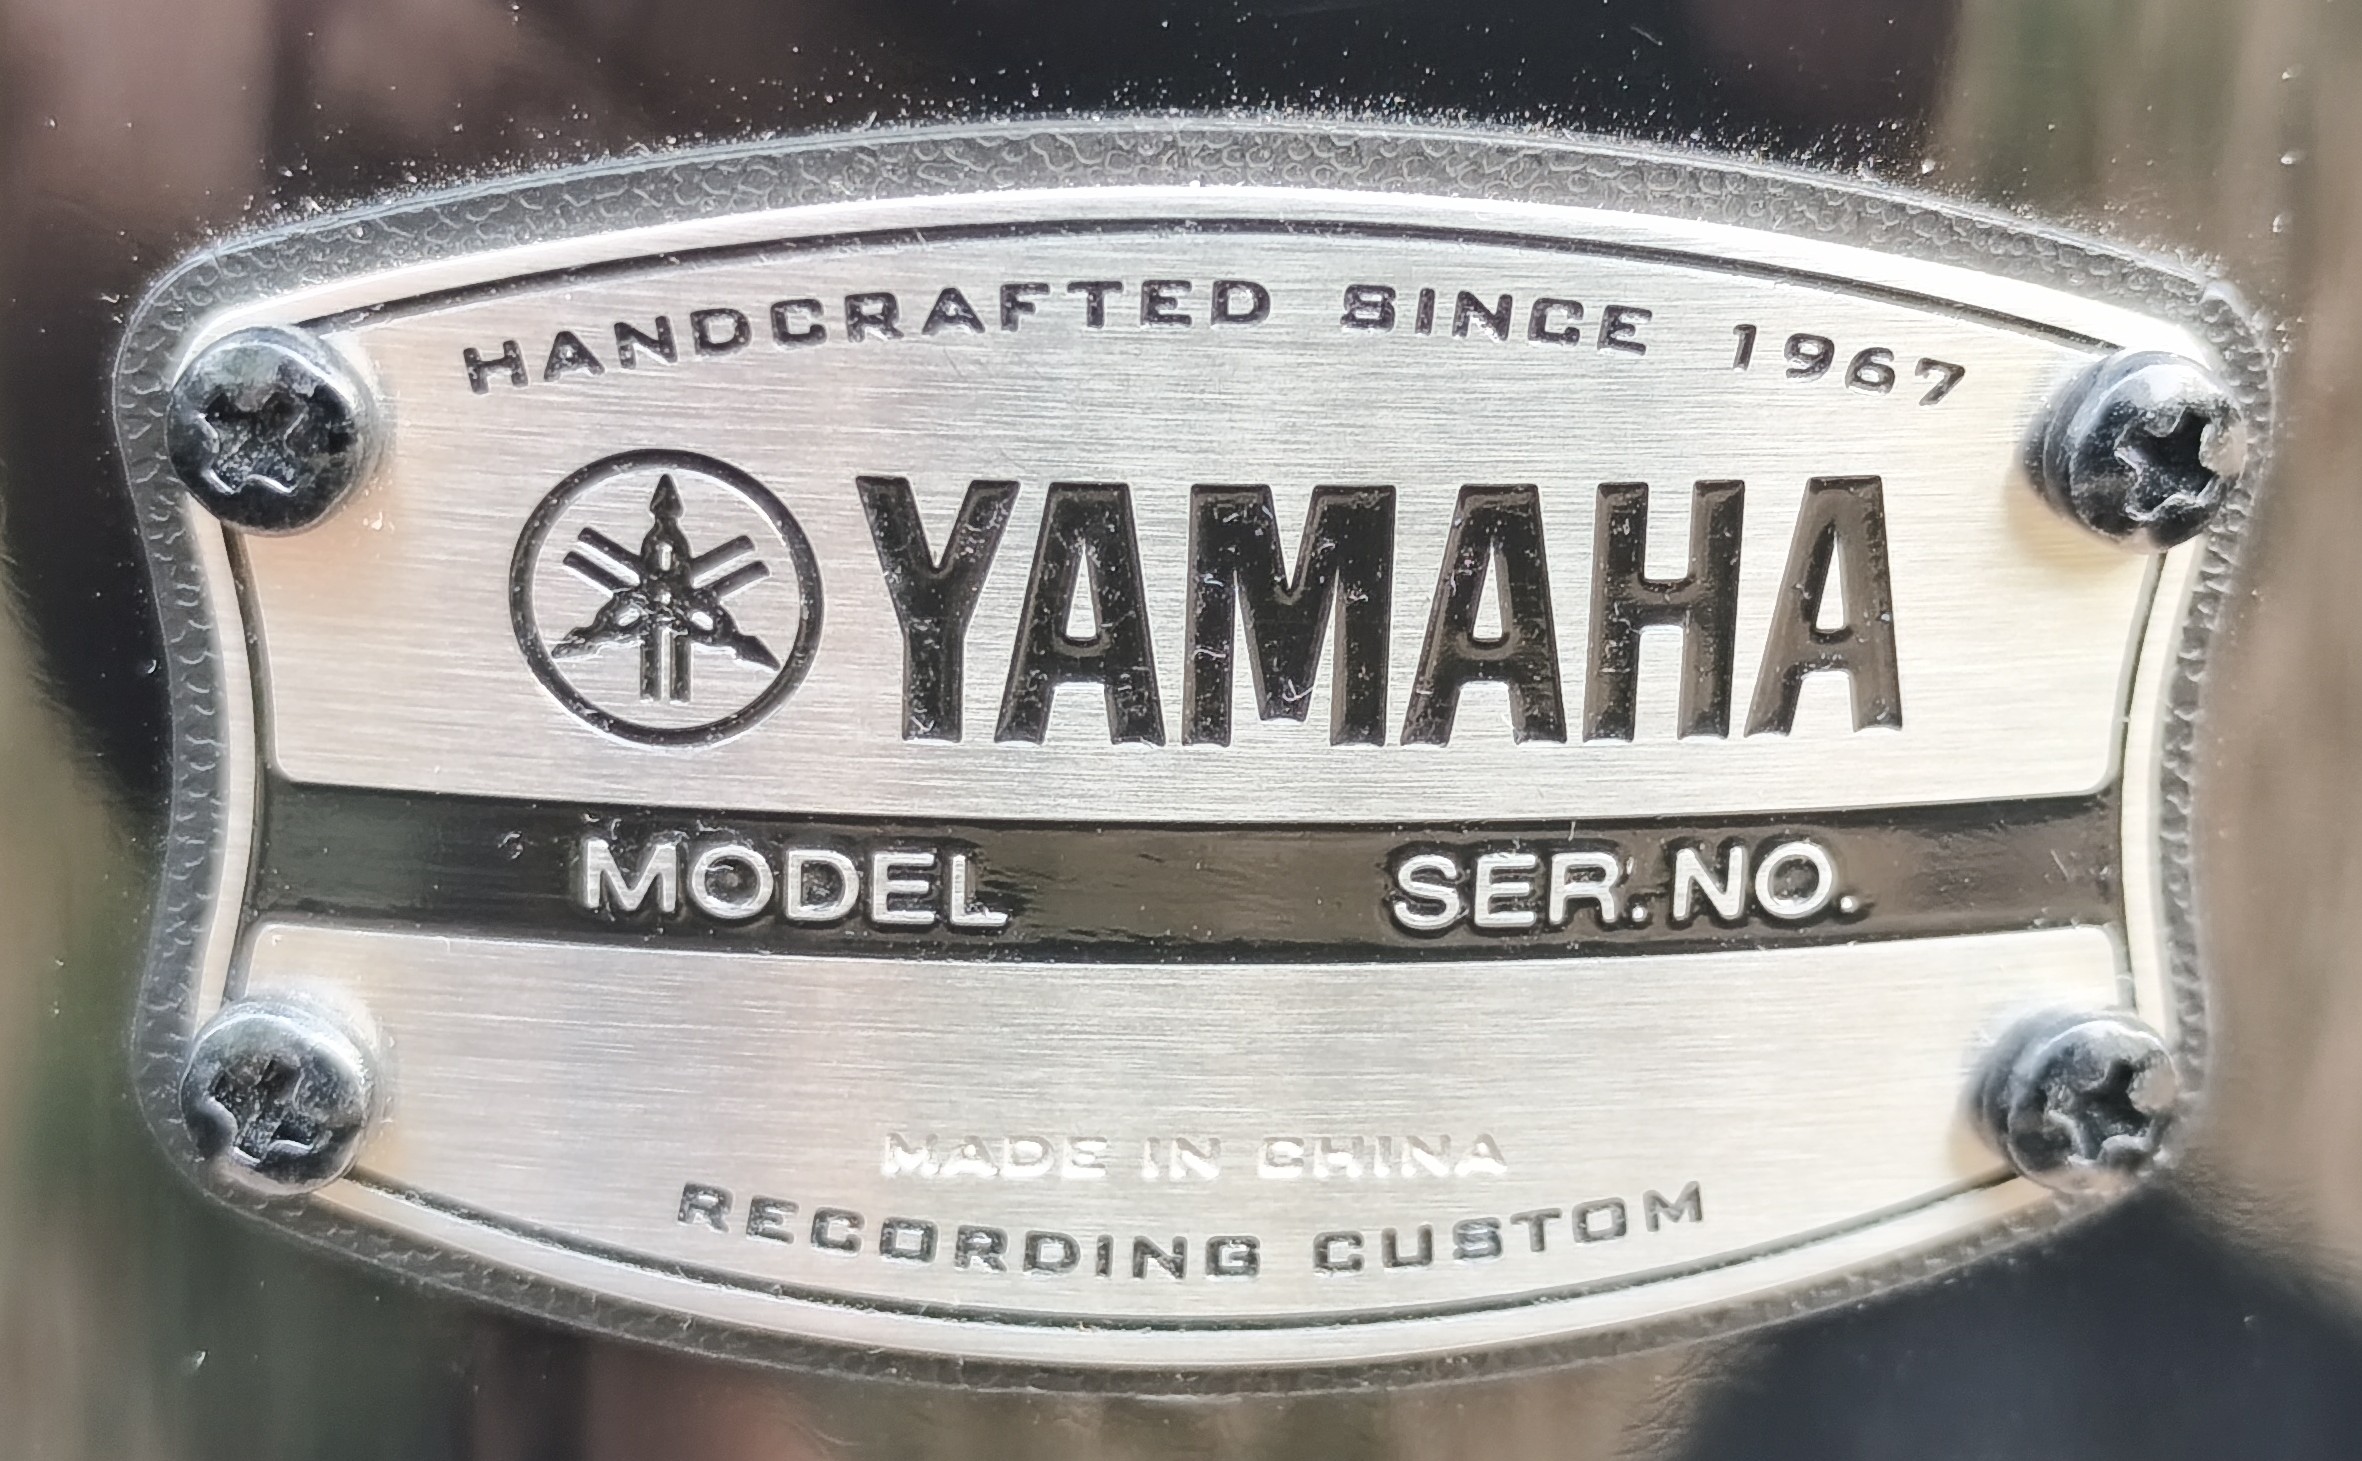 HANDCRAFTED SINCE 1967
YAMAHA
MODEL SER.NO.
MADE IN CHINA
RECORDING CUSTOM